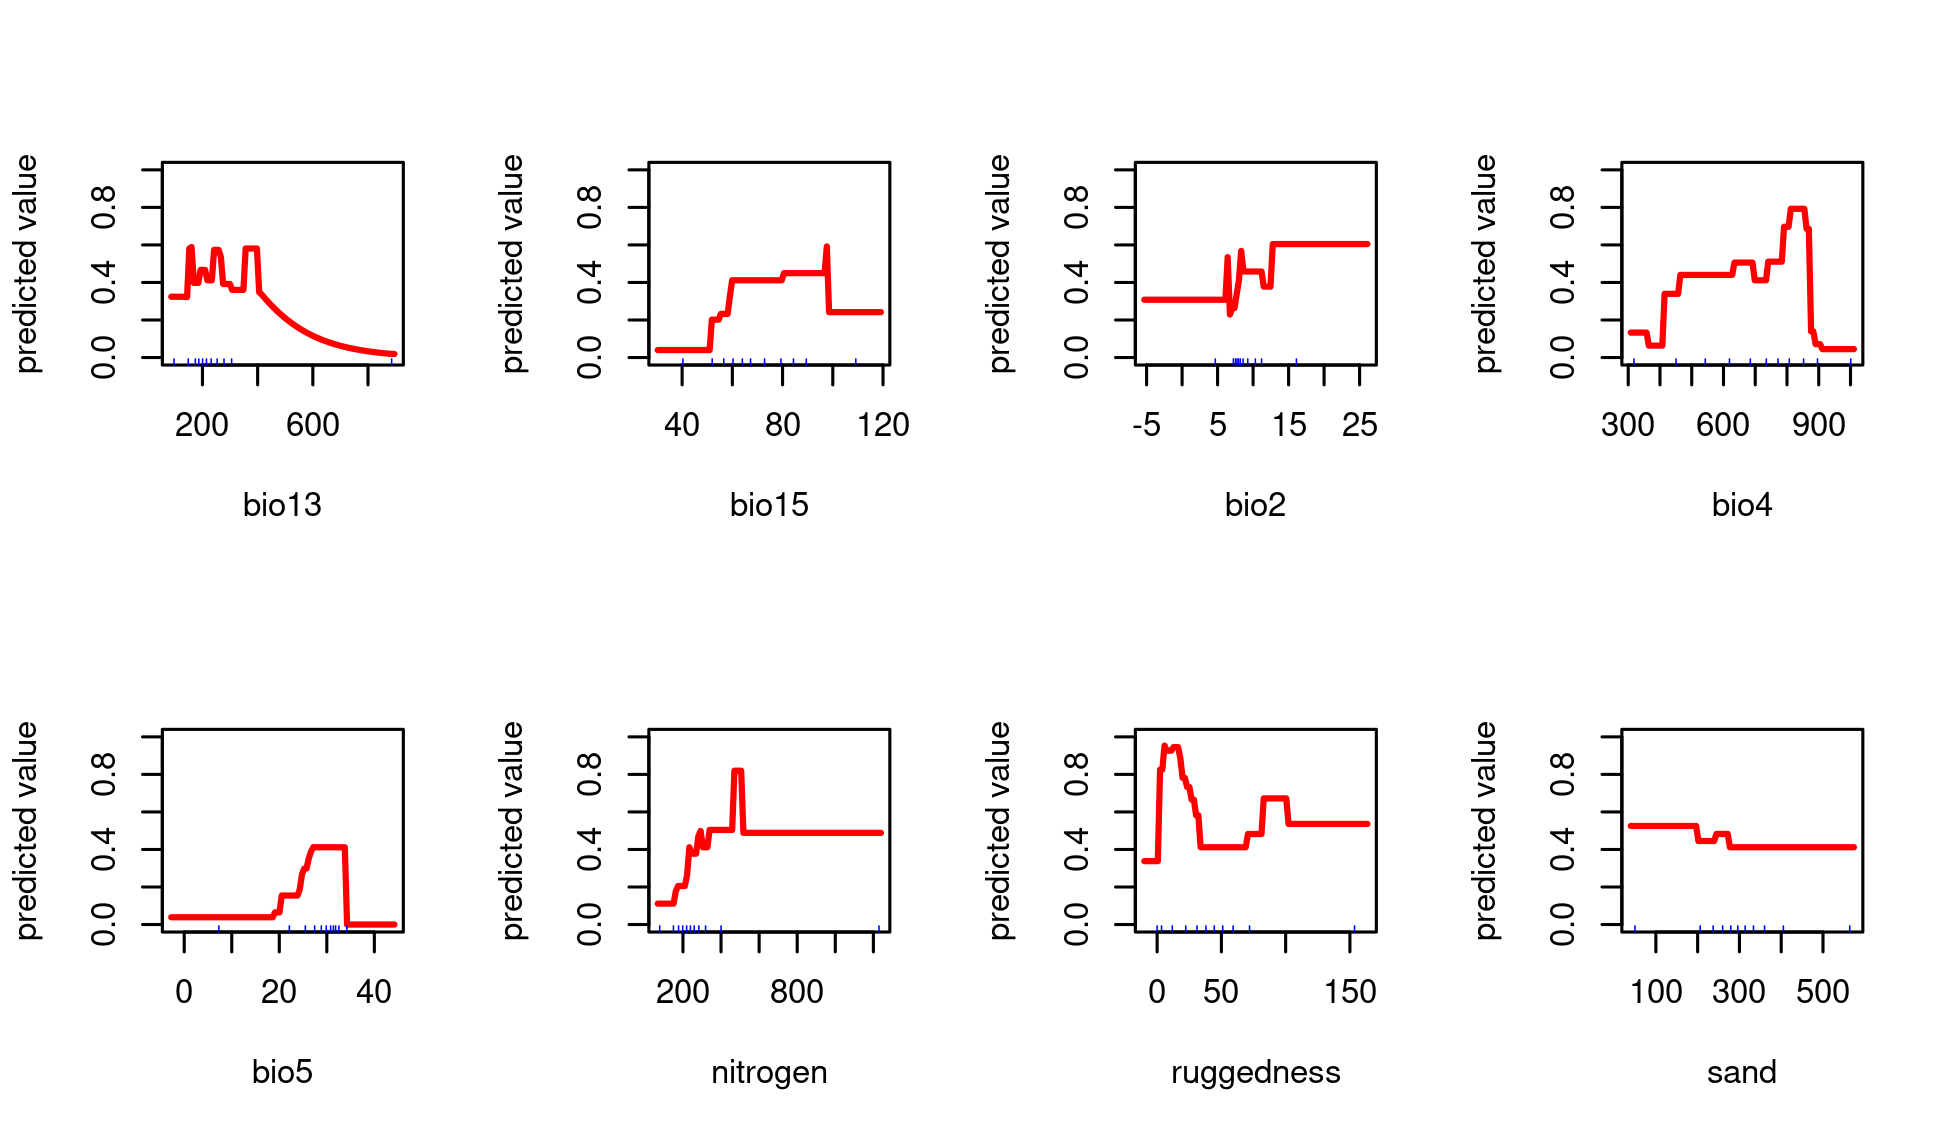 predicted value
0.0 0.4 0.8
200 600
bio13
predicted value
0.0 0.4 0.8
40 80 120
bio15
predicted value
0.0 0.4 0.8
-5 5 15 25
bio2
predicted value
0.0 0.4 0.8
300 600 900
bio4
predicted value
0.0 0.4 0.8
0 20 40
bio5
predicted value
0.0 0.4 0.8
200 800
nitrogen
predicted value
0.0 0.4 0.8
0 50 150
ruggedness
predicted value
0.0 0.4 0.8
100 300 500
sand